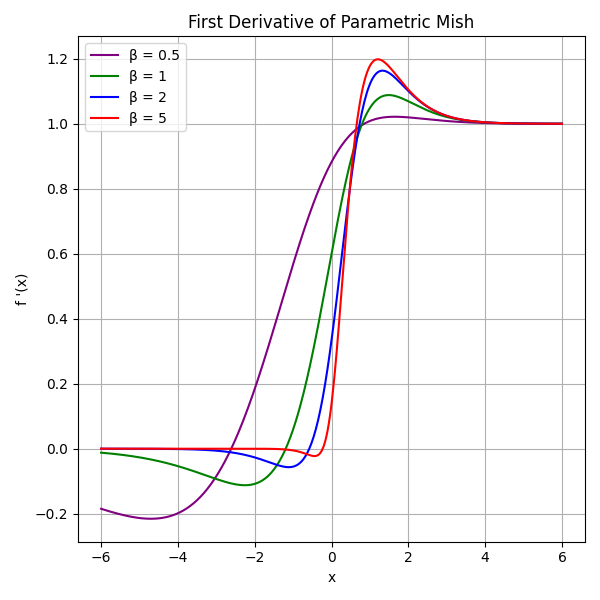 First Derivative of Parametric Mish
β = 0.5
β = 1
β = 2
β = 5
f '(x)
1.2
1.0
0.8
0.6
0.4
0.2
0.0
−0.2
−6 −4 −2 0 2 4 6
x